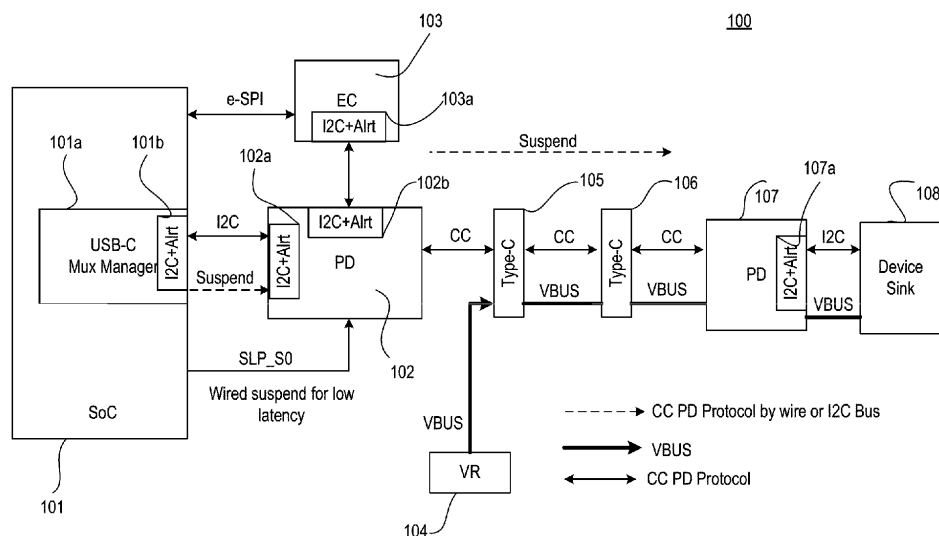 100
103
EC
I2C+Alrt
103a
e-SPI
101a
101b
USB-C
Mux Manager
I2C+Alrt
I2C
Suspend
102a
I2C+Alrt
I2C+Alrt
102b
PD
102
SLP_S0
Wired suspend for low
latency
SoC
101
Suspend
CC
105
Type-C
CC
VBUS
106
Type-C
CC
VBUS
107
PD
107a
I2C+Alrt
I2C
VBUS
108
Device
Sink
VBUS
VR
104
CC PD Protocol by wire or I2C Bus
VBUS
CC PD Protocol